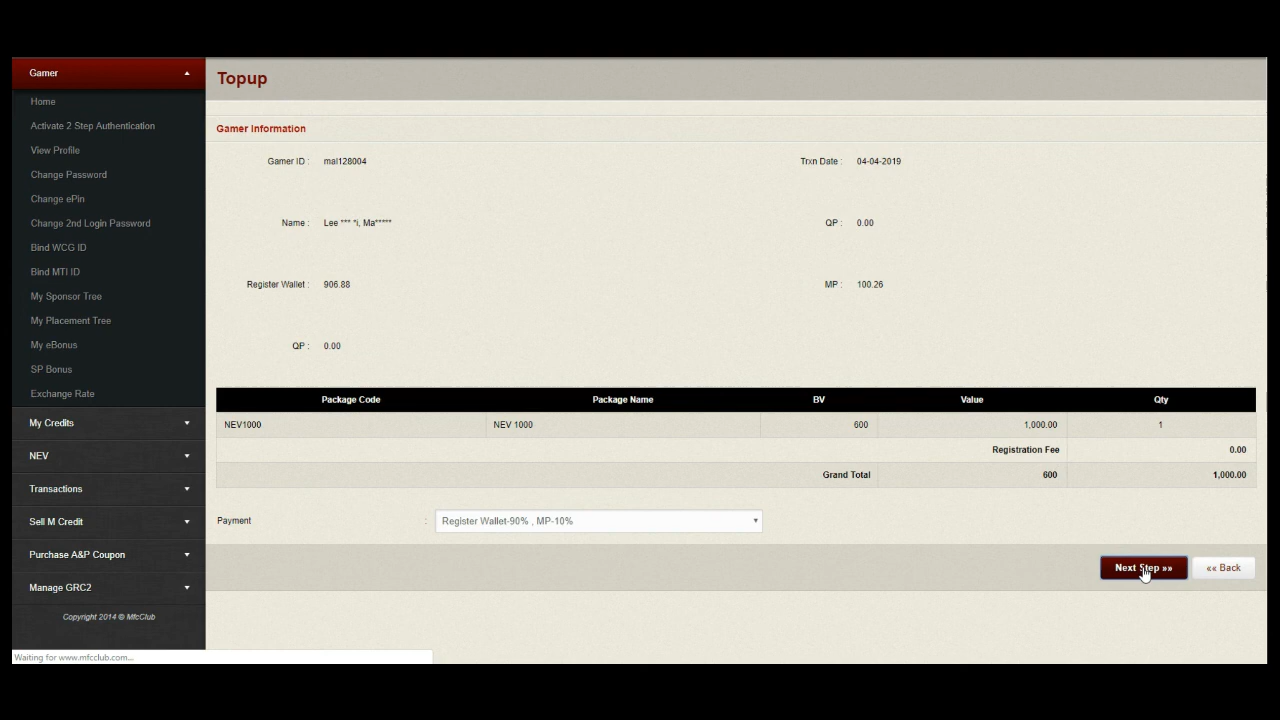 Gamer
Home
Activate 2 Step Authentication
View Profile
Change Password
Change ePin
Change 2nd Login Password
Bind WCG ID
Bind MTI ID
My Sponsor Tree
My Placement Tree
My eBonus
SP Bonus
Exchange Rate
My Credits
NEV
Transactions
Sell M Credit
Purchase A&P Coupon
Manage GRC2
Copyright 2014 © MfcClub
Waiting for www.mfcclub.com...
Topup
Gamer Information
Gamer ID : mal128004 Trxn Date : 04-04-2019
Name : Lee *** *i, Ma***** QP : 0.00
Register Wallet : 906.88 MP : 100.26
QP : 0.00
Package Code Package Name BV Value Qty
NEV1000 NEV 1000 600 1,000.00 1
Registration Fee 0.00
Grand Total 600 1,000.00
Payment : Register Wallet-90% , MP-10%
Next Step »» «« Back